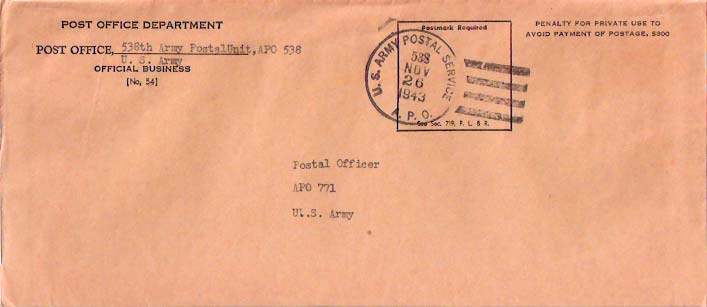 POST OFFICE DEPARTMENT
POST OFFICE, 538th Army PostalUnit, APO 538
U. S. Army
OFFICIAL BUSINESS
[No. 54]
Postmark Required
U. S. ARMY POSTAL SERVICE
538
NOV
26
1943
A. P. O.
See Sec. 719, P. L. & R.
PENALTY FOR PRIVATE USE TO
AVOID PAYMENT OF POSTAGE, $300
Postal Officer
APO 771
U..S. Army